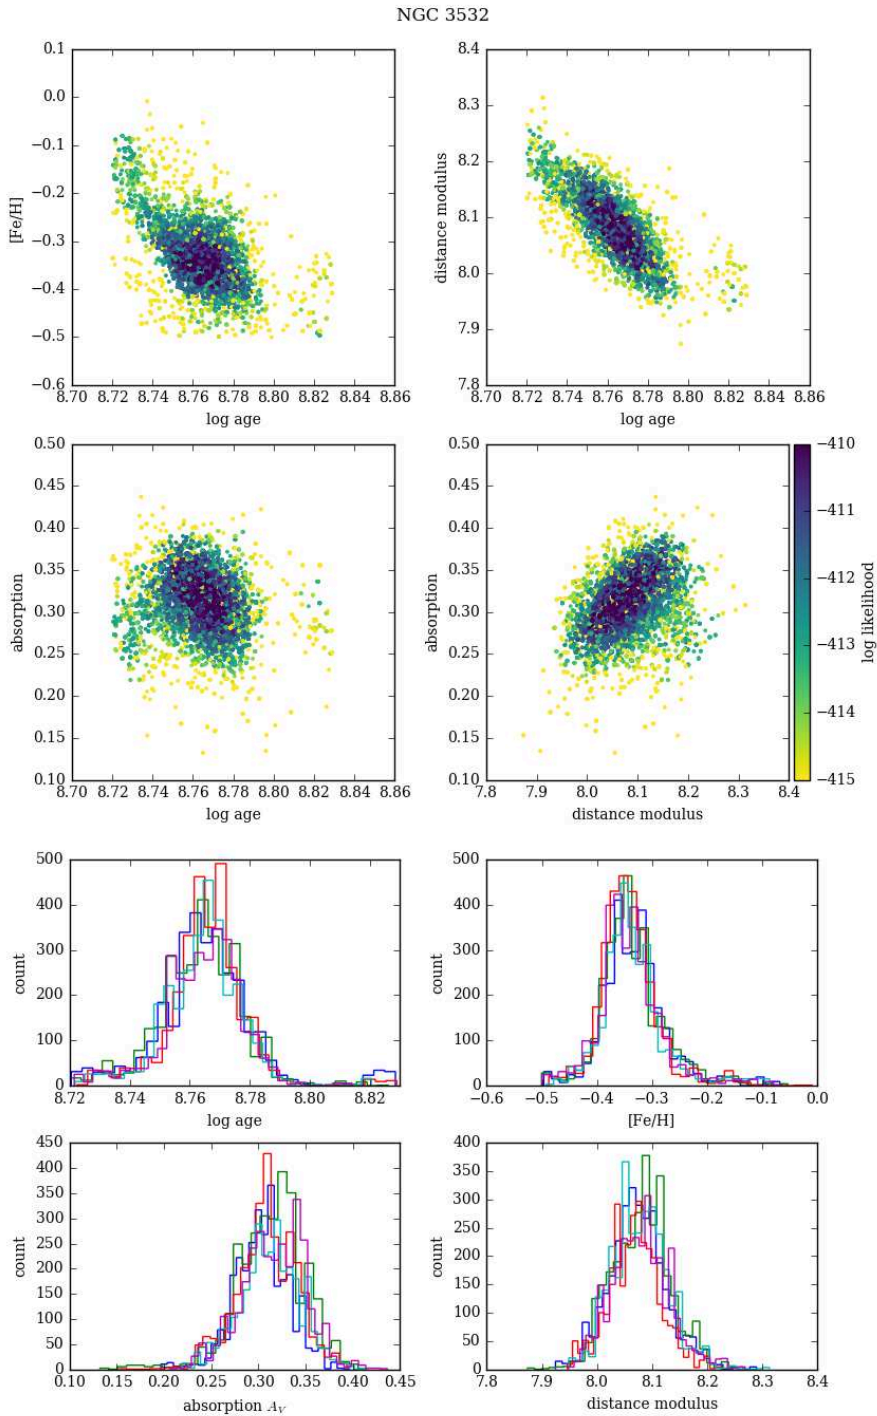 NGC 3532
0.1
0.0
−0.1
−0.2
−0.3
−0.4
−0.5
−0.6
[Fe/H]
8.70 8.72 8.74 8.76 8.78 8.80 8.82 8.84 8.86
log age
8.4
8.3
8.2
8.1
8.0
7.9
7.8
distance modulus
8.70 8.72 8.74 8.76 8.78 8.80 8.82 8.84 8.86
log age
0.50
0.45
0.40
0.35
0.30
0.25
0.20
0.15
0.10
absorption
8.70 8.72 8.74 8.76 8.78 8.80 8.82 8.84 8.86
log age
0.50
0.45
0.40
0.35
0.30
0.25
0.20
0.15
0.10
absorption
7.8 7.9 8.0 8.1 8.2 8.3 8.4
distance modulus
−410
−411
−412
−413
−414
−415
log likelihood
500
400
300
200
100
0
count
8.72 8.74 8.76 8.78 8.80 8.82
log age
500
400
300
200
100
0
count
−0.6 −0.5 −0.4 −0.3 −0.2 −0.1 0.0
[Fe/H]
450
400
350
300
250
200
150
100
50
0
count
0.10 0.15 0.20 0.25 0.30 0.35 0.40 0.45
absorption A_V
400
350
300
250
200
150
100
50
0
count
7.8 7.9 8.0 8.1 8.2 8.3 8.4
distance modulus